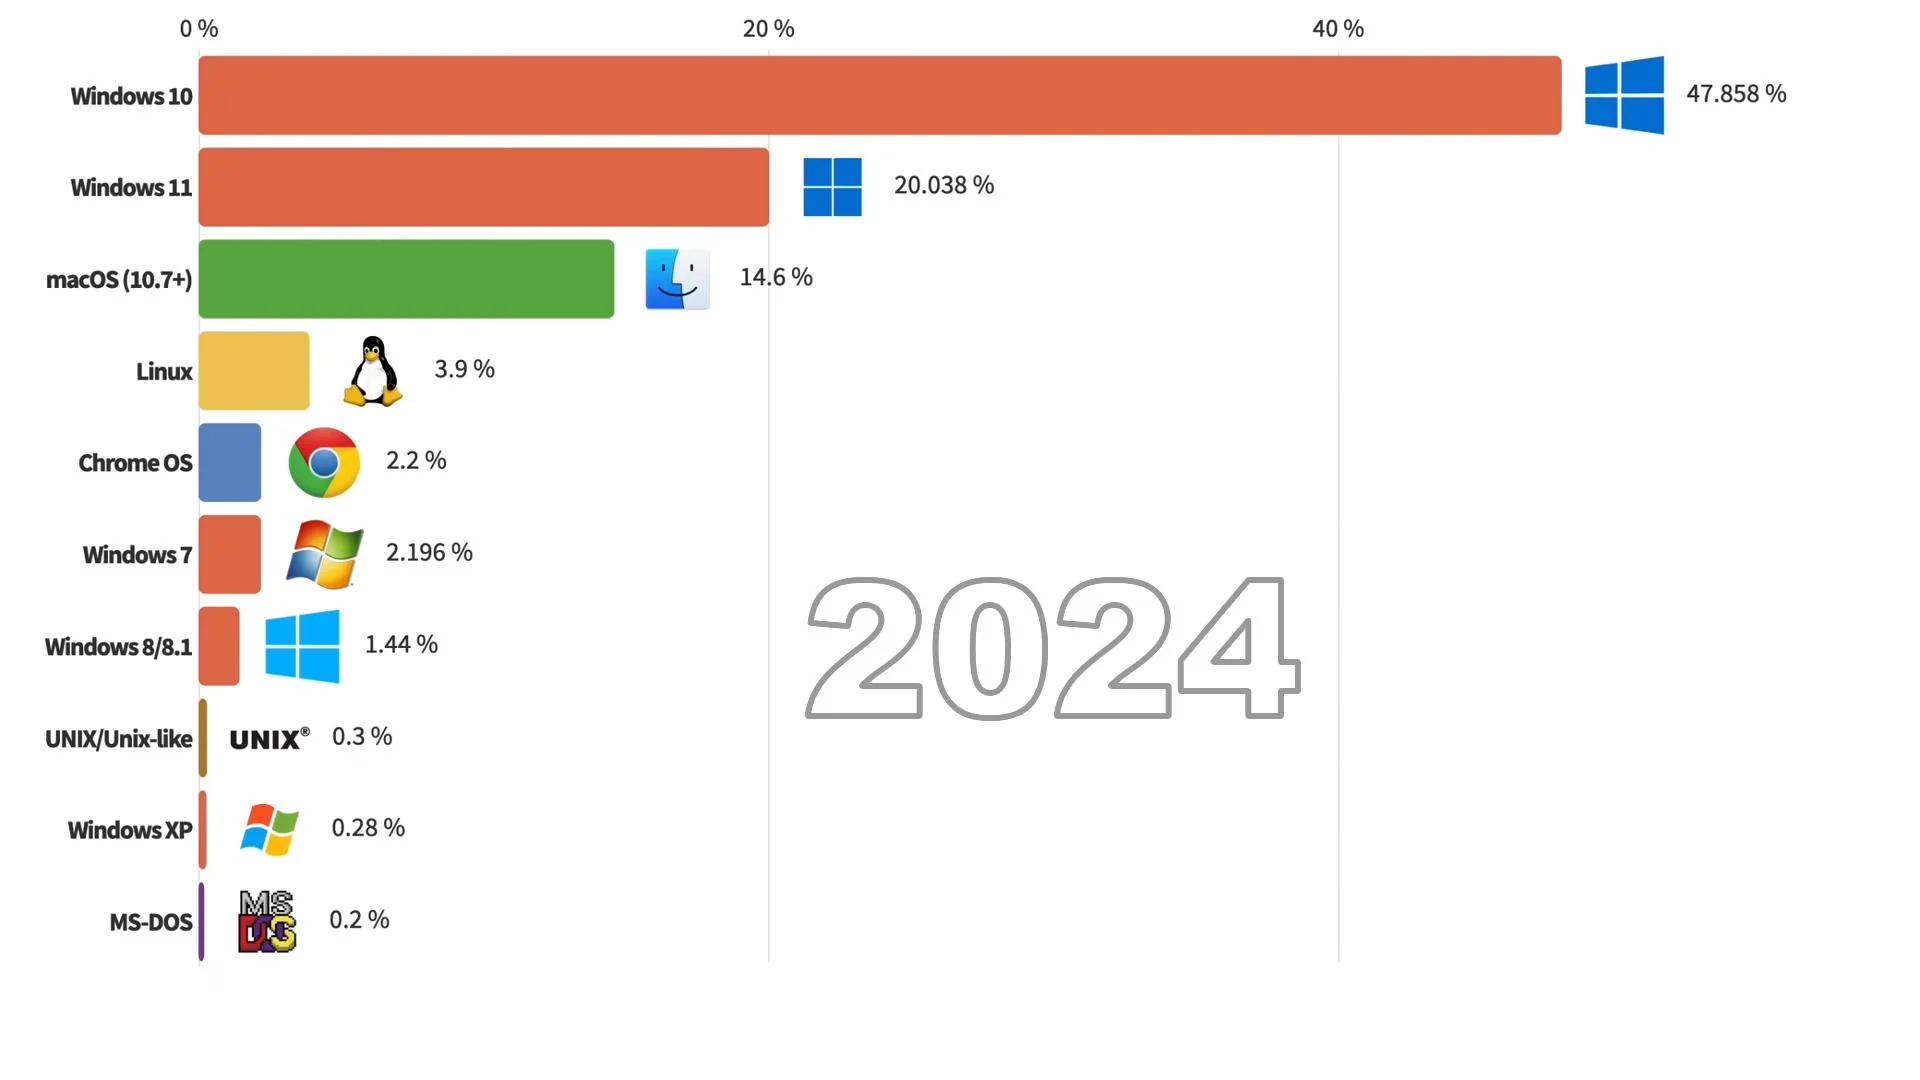 0 % 20 % 40 %
Windows 10 47.858 %
Windows 11 20.038 %
macOS (10.7+) 14.6 %
Linux 3.9 %
Chrome OS 2.2 %
Windows 7 2.196 %
Windows 8/8.1 1.44 %
UNIX/Unix-like UNIX® 0.3 %
Windows XP 0.28 %
MS-DOS MS DOS 0.2 %
2024